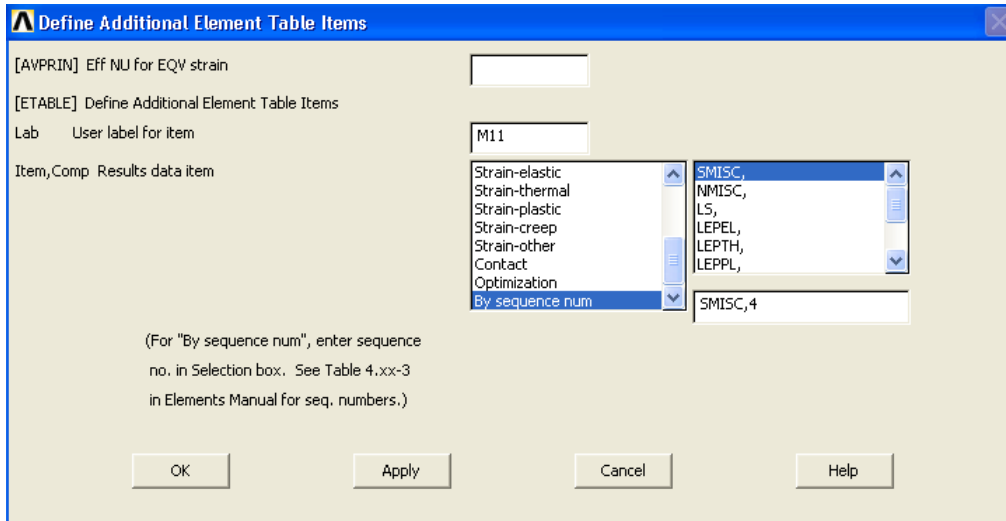 Define Additional Element Table Items
[AVPRIN] Eff NU for EQV strain
[ETABLE] Define Additional Element Table Items
Lab User label for item M11
Item,Comp Results data item
Strain-elastic
Strain-thermal
Strain-plastic
Strain-creep
Strain-other
Contact
Optimization
By sequence num
SMISC,
NMISC,
LS,
LEPEL,
LEPTH,
LEPPL,
SMISC,4
(For "By sequence num", enter sequence
no. in Selection box. See Table 4.xx-3
in Elements Manual for seq. numbers.)
OK Apply Cancel Help